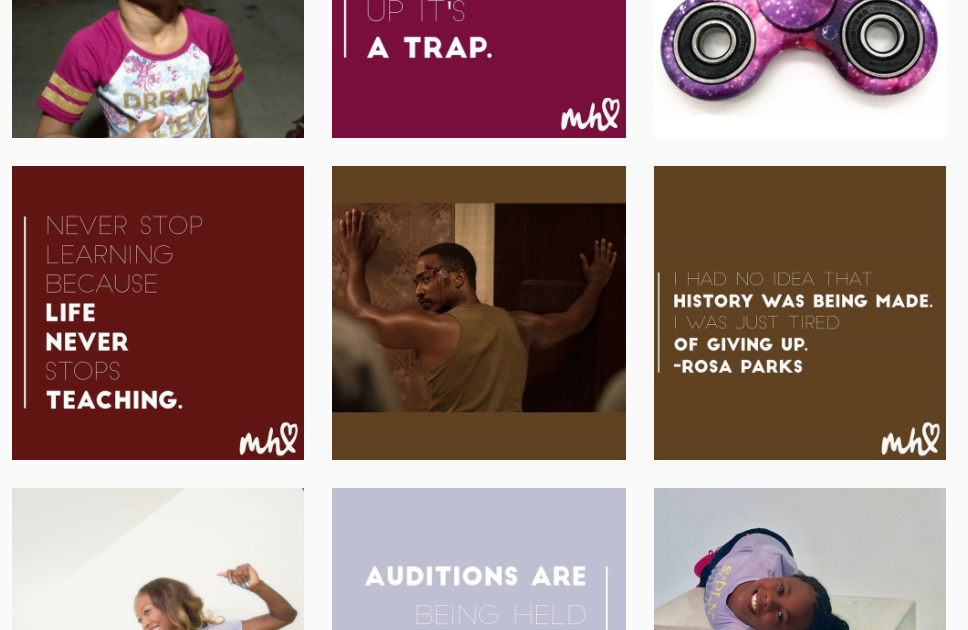 DREAM
UP IT'S
A TRAP.
mh
NEVER STOP
LEARNING
BECAUSE
LIFE
NEVER
STOPS
TEACHING.
mh
I HAD NO IDEA THAT
HISTORY WAS BEING MADE.
I WAS JUST TIRED
OF GIVING UP.
-ROSA PARKS
mh
AUDITIONS ARE
BEING HELD